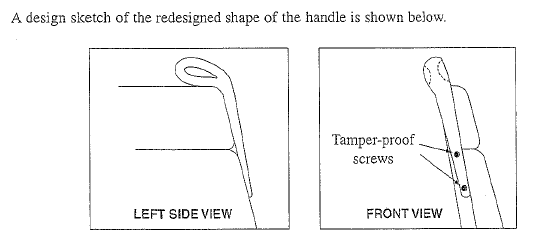 A design sketch of the redesigned shape of the handle is shown below.
Tamper-proof
screws
LEFT SIDE VIEW
FRONT VIEW